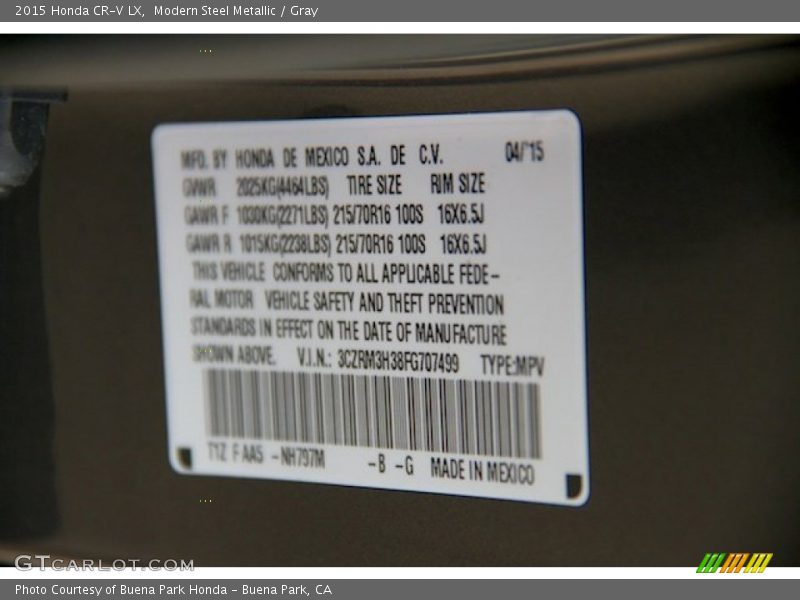 2015 Honda CR-V LX,  Modern Steel Metallic / Gray
MFD. BY HONDA DE MEXICO S.A. DE C.V. 04/'15
GVWR 2025KG(4464LBS) TIRE SIZE RIM SIZE
GAWR F 1030KG(2271LBS) 215/70R16 100S 16X6.5J
GAWR R 1015KG(2238LBS) 215/70R16 100S 16X6.5J
THIS VEHICLE CONFORMS TO ALL APPLICABLE FEDE-
RAL MOTOR VEHICLE SAFETY AND THEFT PREVENTION
STANDARDS IN EFFECT ON THE DATE OF MANUFACTURE
SHOWN ABOVE. V.I.N.: 3CZRM3H38FG707499 TYPE:MPV
T1Z F AA5 -NH797M -B -G MADE IN MEXICO
GTCARLOT.COM
Photo Courtesy of Buena Park Honda - Buena Park, CA